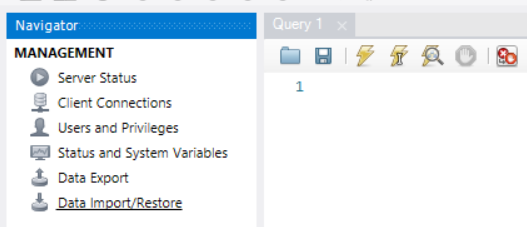 Navigator
Query 1
MANAGEMENT
Server Status
Client Connections
Users and Privileges
Status and System Variables
Data Export
Data Import/Restore
1